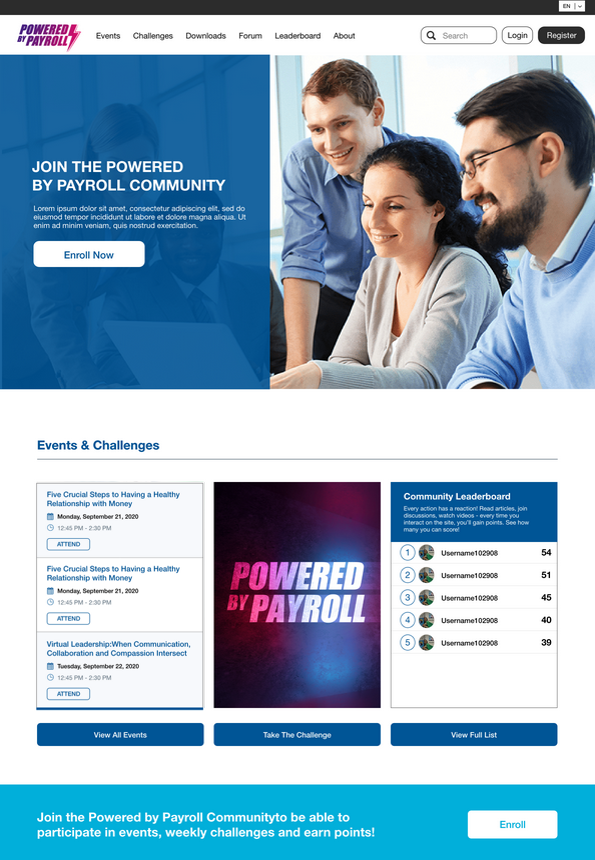 EN
POWERED
BY PAYROLL
Events Challenges Downloads Forum Leaderboard About
Search
Login
Register
JOIN THE POWERED
BY PAYROLL COMMUNITY
Lorem ipsum dolor sit amet, consectetur adipiscing elit, sed do
eiusmod tempor incididunt ut labore et dolore magna aliqua. Ut
enim ad minim veniam, quis nostrud exercitation.
Enroll Now
Events & Challenges
Five Crucial Steps to Having a Healthy
Relationship with Money
Monday, September 21, 2020
12:45 PM - 2:30 PM
ATTEND
Five Crucial Steps to Having a Healthy
Relationship with Money
Monday, September 21, 2020
12:45 PM - 2:30 PM
ATTEND
Virtual Leadership:When Communication,
Collaboration and Compassion Intersect
Tuesday, September 22, 2020
12:45 PM - 2:30 PM
ATTEND
View All Events
POWERED
BY PAYROLL
Take The Challenge
Community Leaderboard
Every action has a reaction! Read articles, join
discussions, watch videos - every time you
interact on the site, you'll gain points. See how
many you can score!
1 Username102908 54
2 Username102908 51
3 Username102908 45
4 Username102908 40
5 Username102908 39
View Full List
Join the Powered by Payroll Communityto be able to
participate in events, weekly challenges and earn points!
Enroll